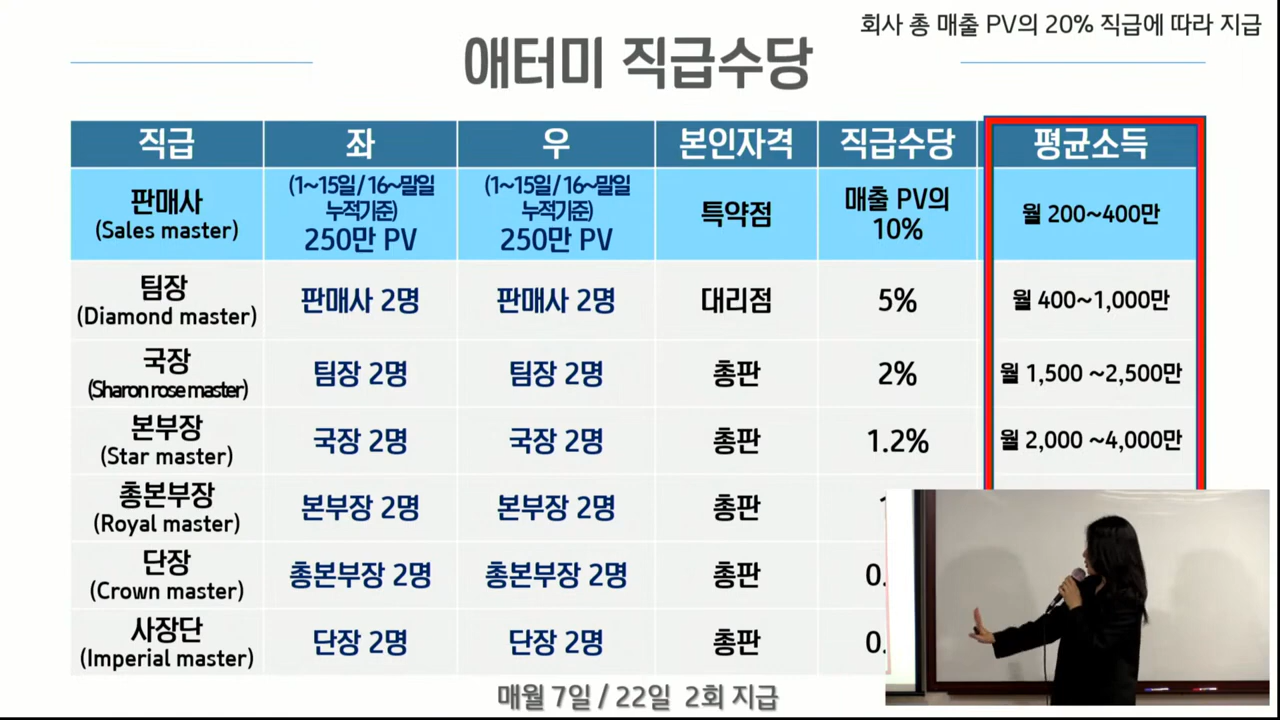 회사 총 매출 PV의 20% 직급에 따라 지급
애터미 직급수당
직급 좌 우 본인자격 직급수당 평균소득
판매사
(Sales master)
(1~15일 / 16~말일
누적기준)
250만 PV
(1~15일 / 16~말일
누적기준)
250만 PV
특약점
매출 PV의
10%
월 200~400만
팀장
(Diamond master)
판매사 2명 판매사 2명 대리점 5% 월 400~1,000만
국장
(Sharon rose master)
팀장 2명 팀장 2명 총판 2% 월 1,500 ~2,500만
본부장
(Star master)
국장 2명 국장 2명 총판 1.2% 월 2,000 ~4,000만
총본부장
(Royal master)
본부장 2명 본부장 2명 총판
단장
(Crown master)
총본부장 2명 총본부장 2명 총판 0.
사장단
(Imperial master)
단장 2명 단장 2명 총판 0.
매월 7일 / 22일 2회 지급